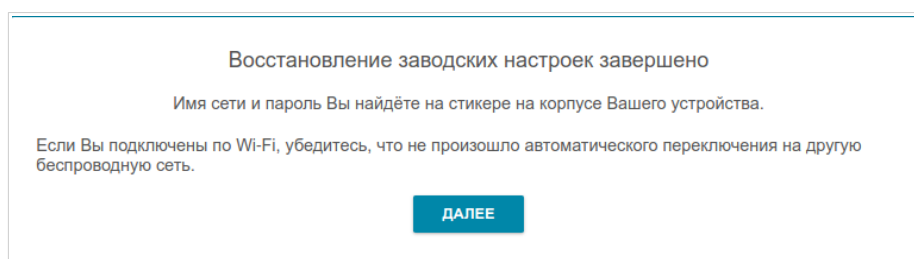 Восстановление заводских настроек завершено
Имя сети и пароль Вы найдёте на стикере на корпусе Вашего устройства.
Если Вы подключены по Wi-Fi, убедитесь, что не произошло автоматического переключения на другую
беспроводную сеть.
ДАЛЕЕ